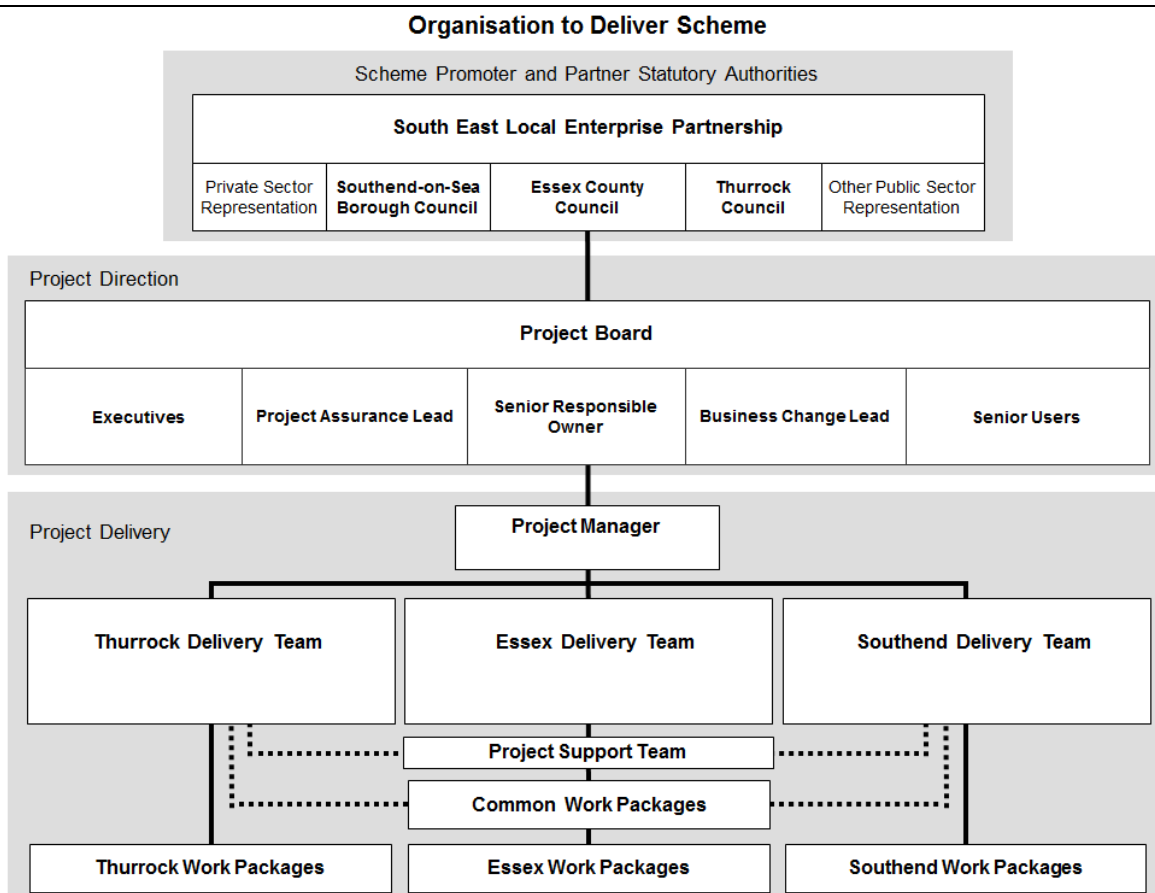 Organisation to Deliver Scheme
Scheme Promoter and Partner Statutory Authorities
South East Local Enterprise Partnership
Private Sector
Representation
Southend-on-Sea
Borough Council
Essex County
Council
Thurrock
Council
Other Public Sector
Representation
Project Direction
Project Board
Executives
Project Assurance Lead
Senior Responsible
Owner
Business Change Lead
Senior Users
Project Delivery
Project Manager
Thurrock Delivery Team
Essex Delivery Team
Southend Delivery Team
Project Support Team
Common Work Packages
Thurrock Work Packages
Essex Work Packages
Southend Work Packages